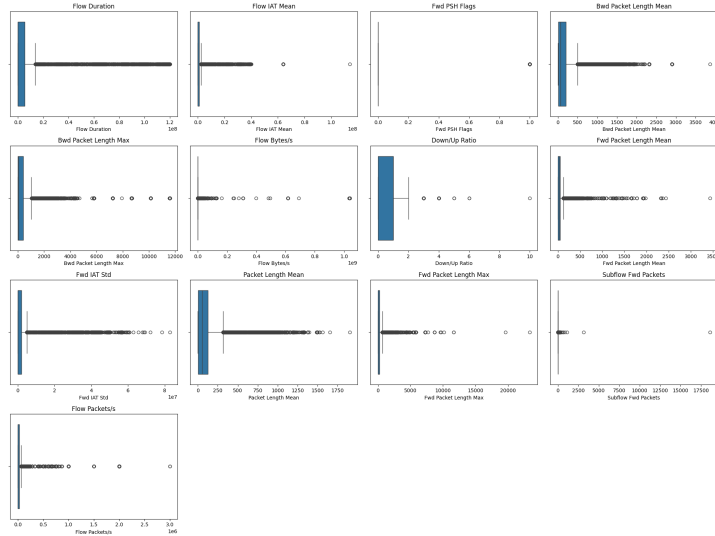 Flow Duration
0.0 0.2 0.4 0.6 0.8 1.0 1.2
1e8
Flow Duration
Flow IAT Mean
0.0 0.2 0.4 0.6 0.8 1.0 1.2
1e8
Flow IAT Mean
Fwd PSH Flags
0.0 0.2 0.4 0.6 0.8 1.0
Fwd PSH Flags
Bwd Packet Length Mean
0 500 1000 1500 2000 2500 3000 3500
Bwd Packet Length Mean
Bwd Packet Length Max
0 2000 4000 6000 8000 10000 12000
Bwd Packet Length Max
Flow Bytes/s
0.0 0.2 0.4 0.6 0.8 1.0
1e9
Flow Bytes/s
Down/Up Ratio
0 2 4 6 8 10
Down/Up Ratio
Fwd Packet Length Mean
0 500 1000 1500 2000 2500 3000
Fwd Packet Length Mean
Fwd IAT Std
0 2 4 6 8
1e7
Fwd IAT Std
Packet Length Mean
0 250 500 750 1000 1250 1500 1750
Packet Length Mean
Fwd Packet Length Max
0 5000 10000 15000 20000
Fwd Packet Length Max
Subflow Fwd Packets
0 2500 5000 7500 10000 12500 15000 17500
Subflow Fwd Packets
Flow Packets/s
0.0 0.5 1.0 1.5 2.0 2.5 3.0
1e6
Flow Packets/s